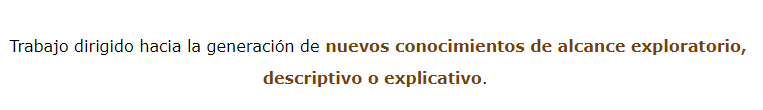 Trabajo dirigido hacia la generación de nuevos conocimientos de alcance exploratorio,
descriptivo o explicativo.